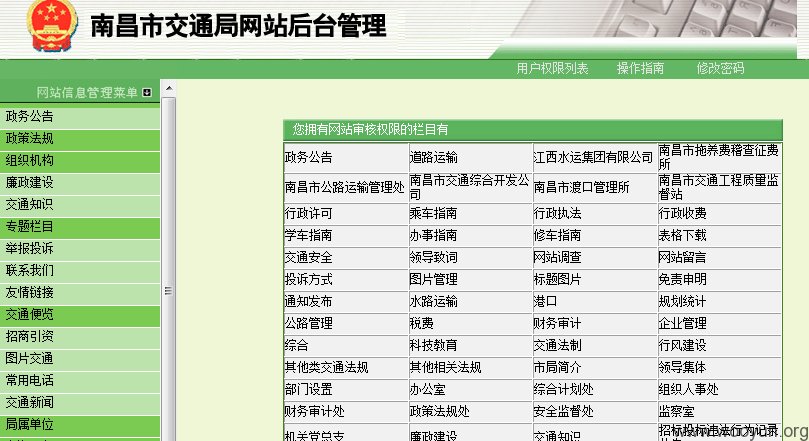 南昌市交通局网站后台管理
用户权限列表 操作指南 修改密码
网站信息管理菜单
政务公告
政策法规
组织机构
廉政建设
交通知识
专题栏目
举报投诉
联系我们
友情链接
交通便览
招商引资
图片交通
常用电话
交通新闻
局属单位
您拥有网站审核权限的栏目有
政务公告 道路运输 江西水运集团有限公司 南昌市拖养费稽查征费
所
南昌市公路运输管理处 南昌市交通综合开发公
司 南昌市渡口管理所 南昌市交通工程质量监
督站
行政许可 乘车指南 行政执法 行政收费
学车指南 办事指南 修车指南 表格下载
交通安全 领导致词 网站调查 网站留言
投诉方式 图片管理 标题图片 免责申明
通知发布 水路运输 港口 规划统计
公路管理 税费 财务审计 企业管理
综合 科技教育 交通法制 行风建设
其他类交通法规 其他相关法规 市局简介 领导集体
部门设置 办公室 综合计划处 组织人事处
财务审计处 政策法规处 安全监督处 监察室
机关党总支 廉政建设 交通知识 招标投标违法行为记录